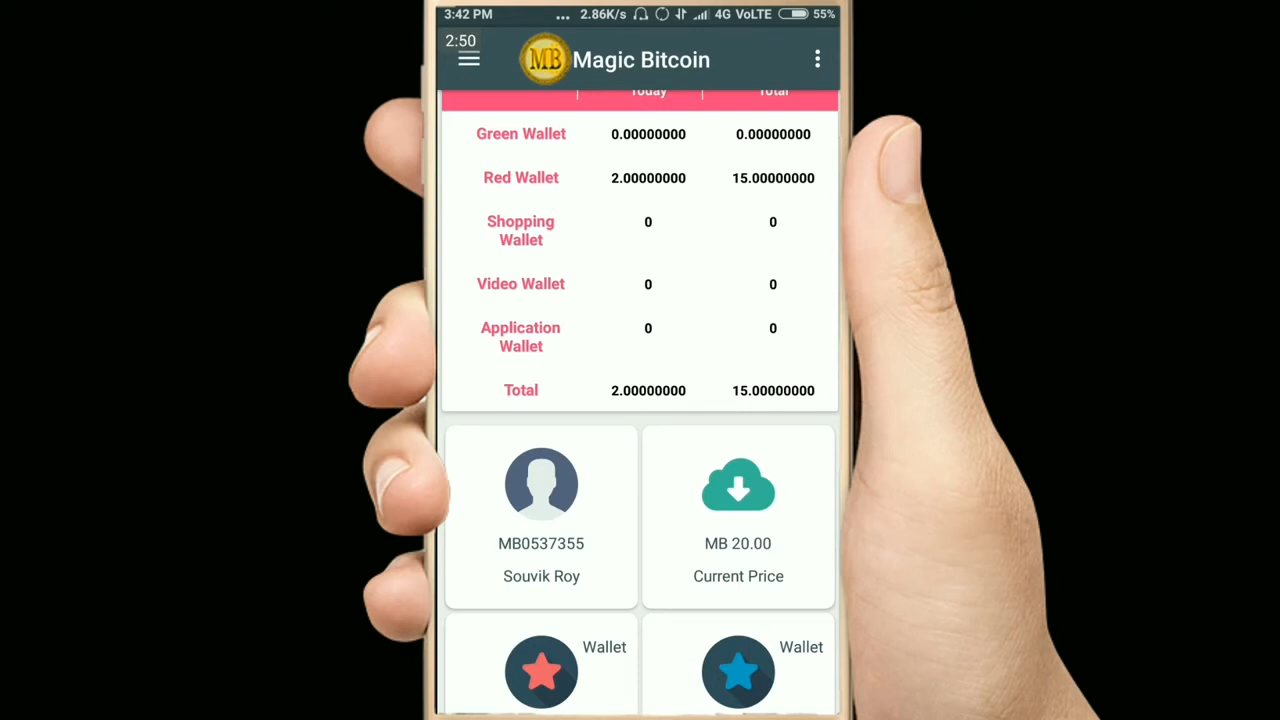 3:42 PM ... 2.86K/s 4G VoLTE 55%
2:50
MB Magic Bitcoin
Today Total
Green Wallet 0.00000000 0.00000000
Red Wallet 2.00000000 15.00000000
Shopping Wallet 0 0
Video Wallet 0 0
Application Wallet 0 0
Total 2.00000000 15.00000000
MB0537355 MB 20.00
Souvik Roy Current Price
Wallet Wallet